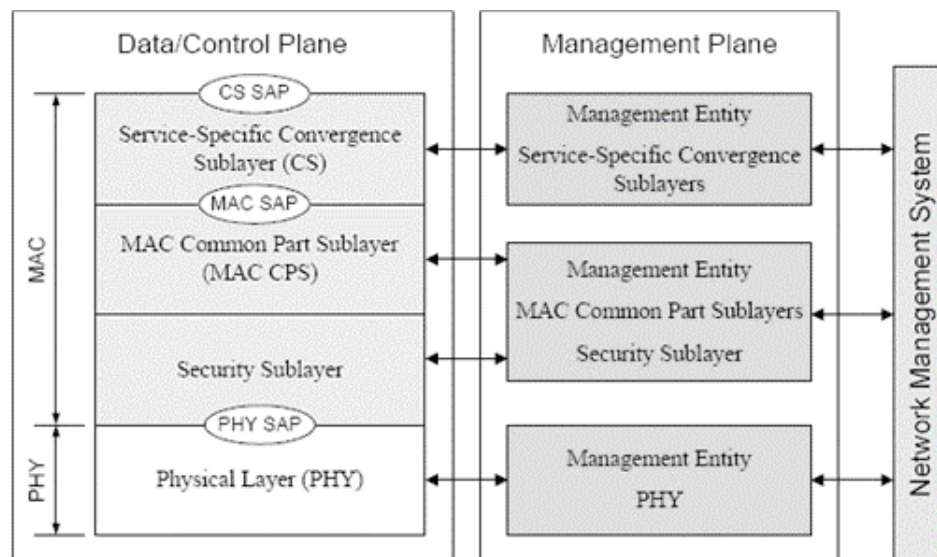 Data/Control Plane
CS SAP
Service-Specific Convergence
Sublayer (CS)
MAC SAP
MAC Common Part Sublayer
(MAC CPS)
Security Sublayer
PHY SAP
Physical Layer (PHY)
MAC
PHY
Management Plane
Management Entity
Service-Specific Convergence
Sublayers
Management Entity
MAC Common Part Sublayers
Security Sublayer
Management Entity
PHY
Network Management System